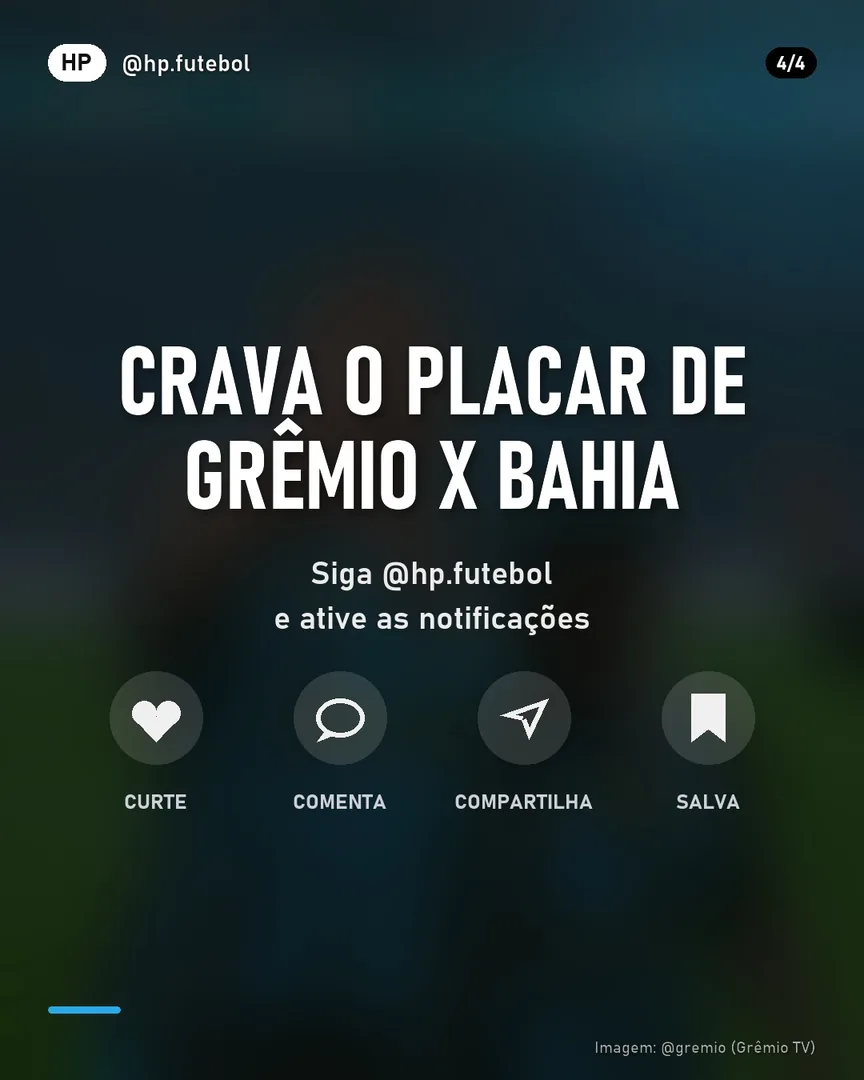 HP @hp.futebol 4/4
CRAVA O PLACAR DE
GRÊMIO X BAHIA
Siga @hp.futebol
e ative as notificações
CURTE COMENTA COMPARTILHA SALVA
Imagem: @gremio (Grêmio TV)